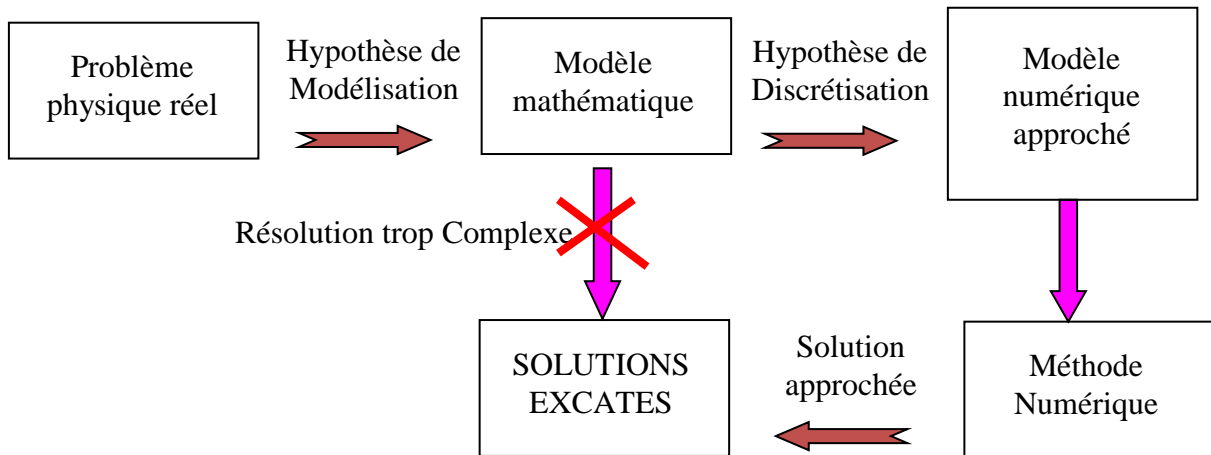 Problème
physique réel
Hypothèse de
Modélisation
Modèle
mathématique
Hypothèse de
Discrétisation
Modèle
numérique
approché
Résolution trop Complexe
SOLUTIONS
EXCATES
Solution
approchée
Méthode
Numérique